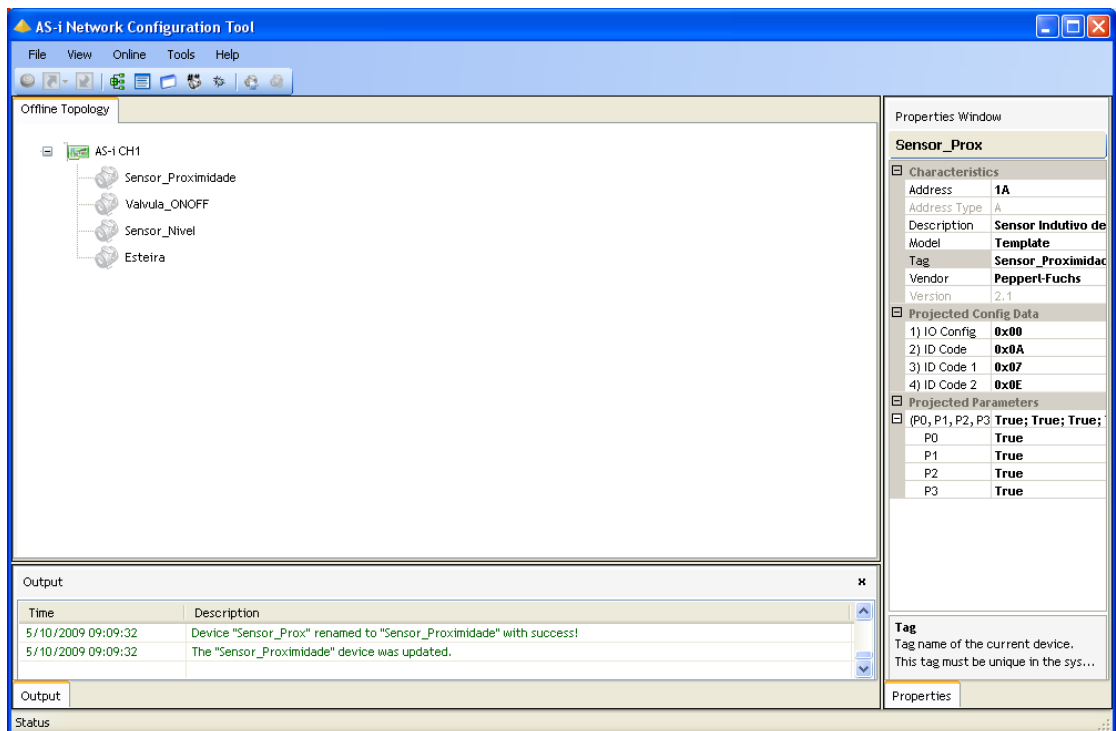 AS-i Network Configuration Tool
File View Online Tools Help
Offline Topology
AS-i CH1
Sensor_Proximidade
Valvula_ONOFF
Sensor_Nivel
Esteira
Output
Time Description
5/10/2009 09:09:32 Device "Sensor_Prox" renamed to "Sensor_Proximidade" with success!
5/10/2009 09:09:32 The "Sensor_Proximidade" device was updated.
Output
Status
Properties Window
Sensor_Prox
Characteristics
Address 1A
Address Type A
Description Sensor Indutivo de
Model Template
Tag Sensor_Proximidad
Vendor Pepperl-Fuchs
Version 2.1
Projected Config Data
1) IO Config 0x00
2) ID Code 0x0A
3) ID Code 1 0x07
4) ID Code 2 0x0E
Projected Parameters
(P0, P1, P2, P3 True; True; True;
P0 True
P1 True
P2 True
P3 True
Tag
Tag name of the current device.
This tag must be unique in the sys...
Properties